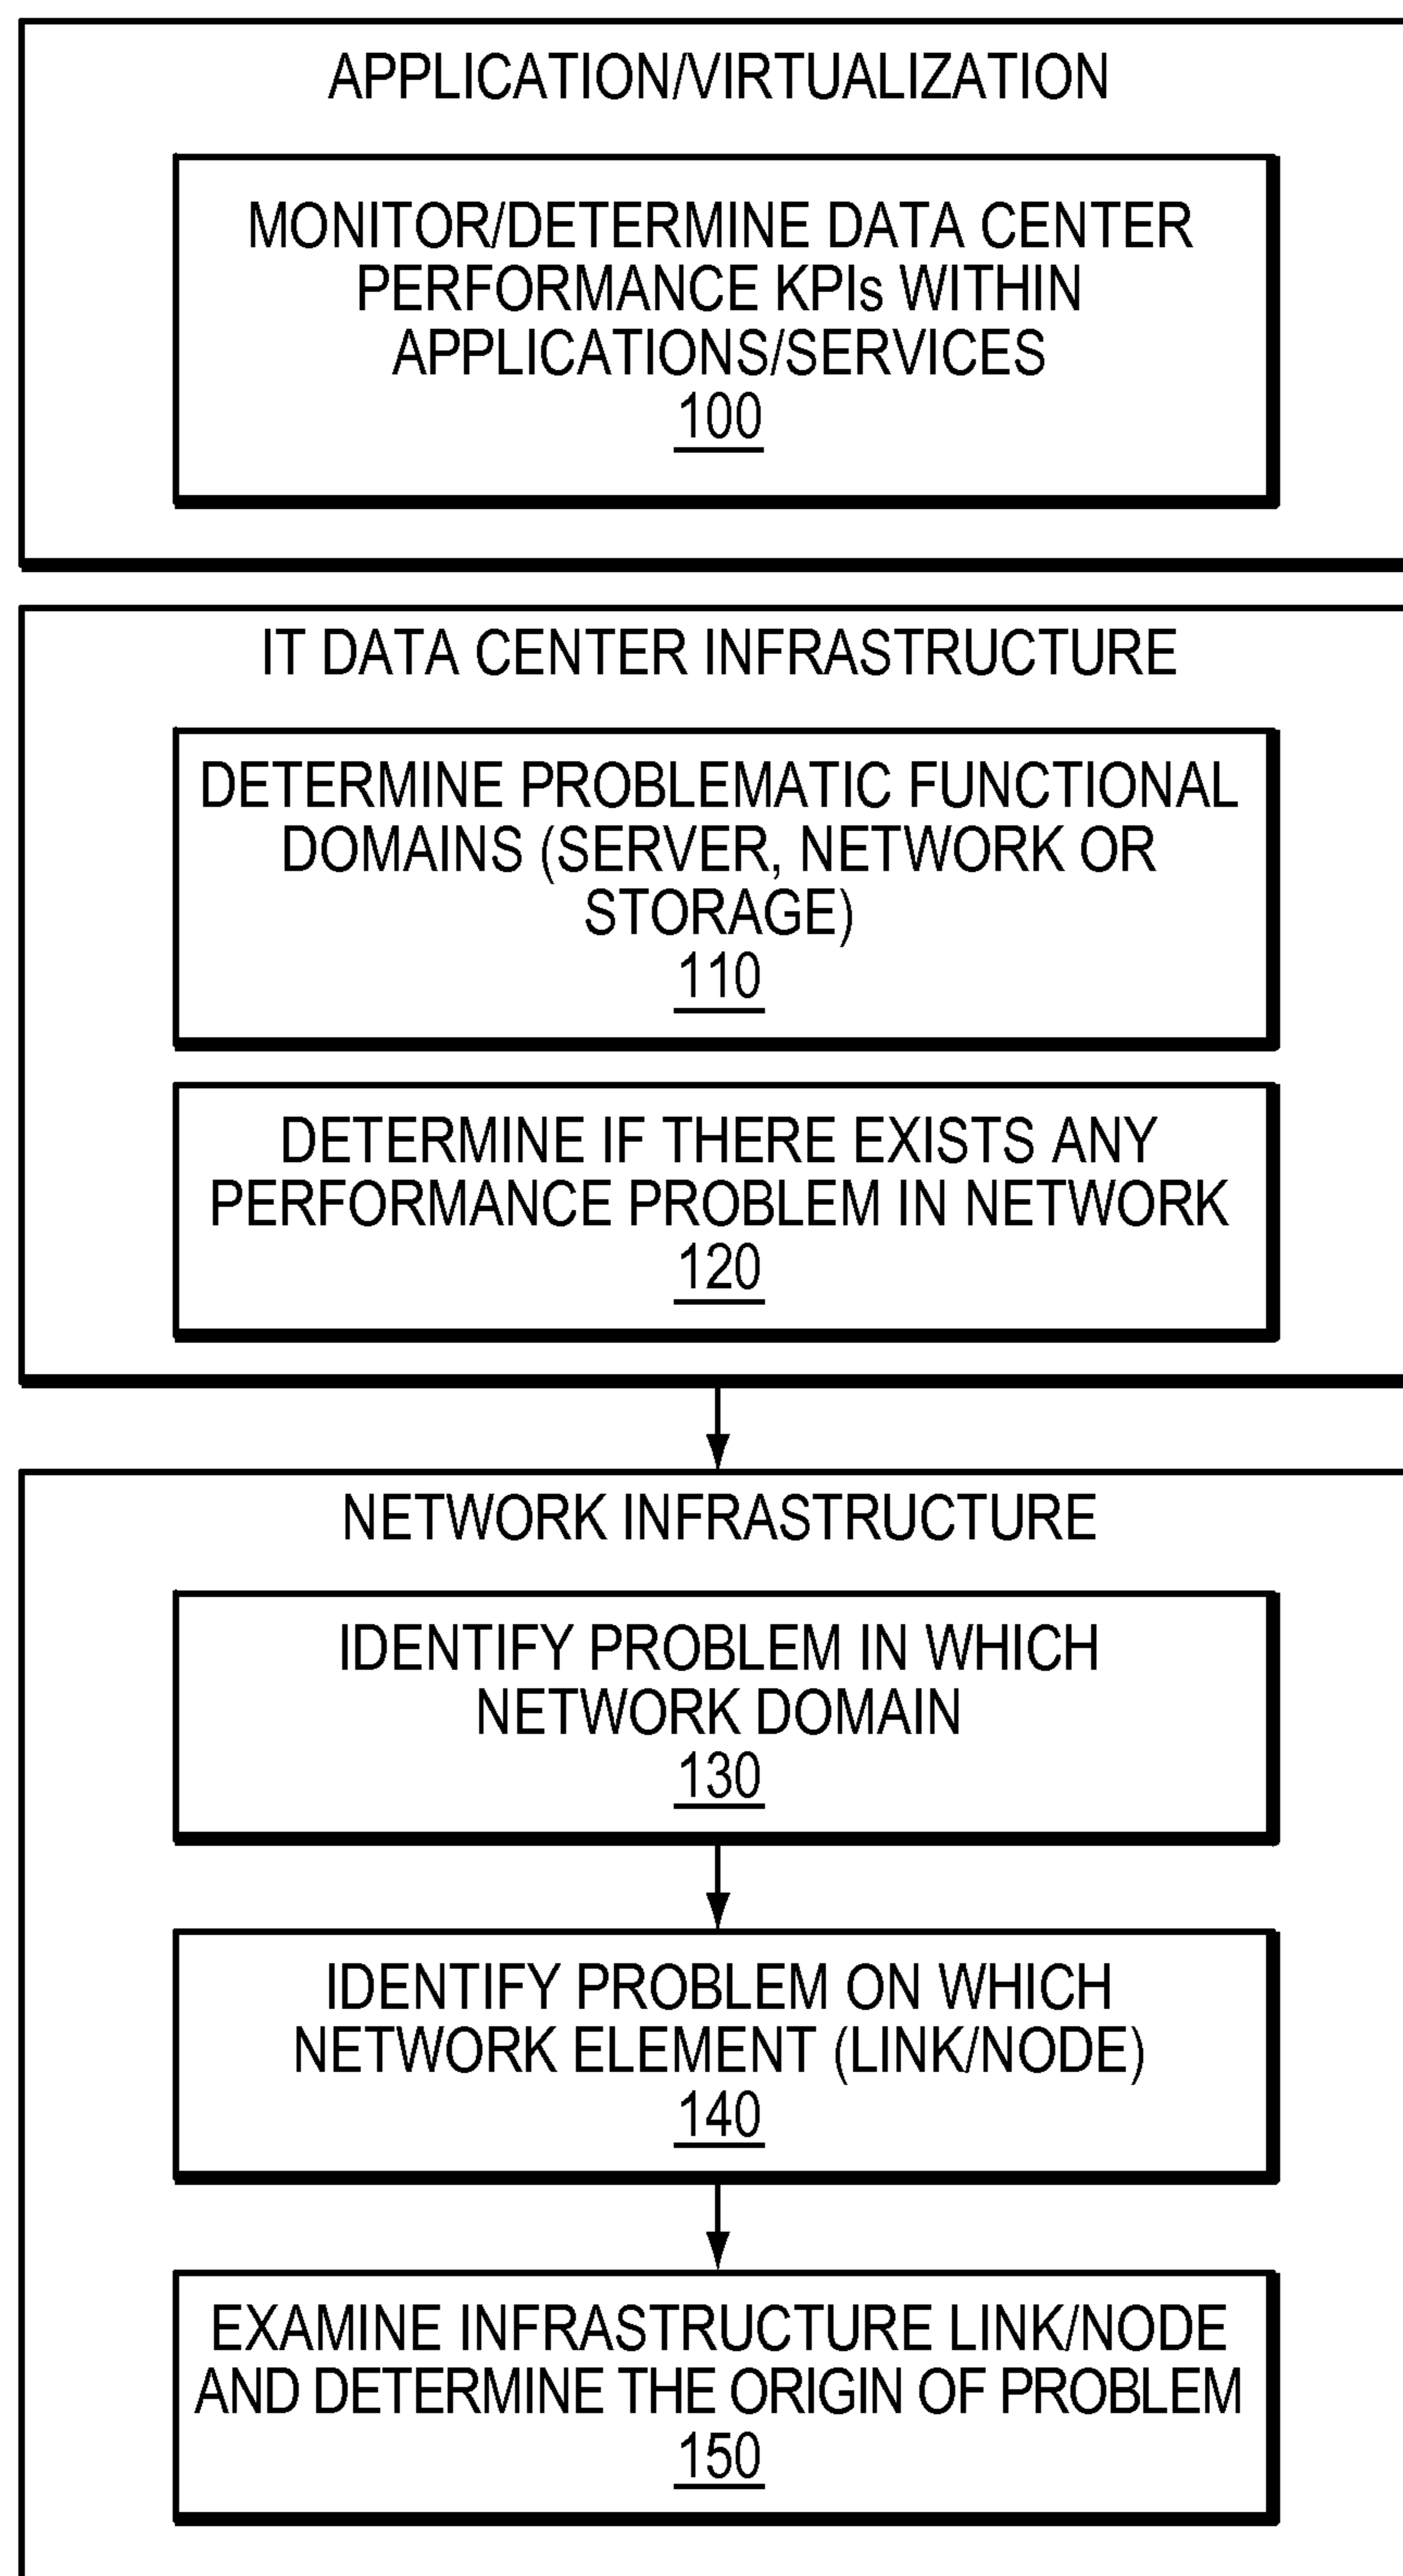 APPLICATION/VIRTUALIZATION
MONITOR/DETERMINE DATA CENTER
PERFORMANCE KPIs WITHIN
APPLICATIONS/SERVICES
100
IT DATA CENTER INFRASTRUCTURE
DETERMINE PROBLEMATIC FUNCTIONAL
DOMAINS (SERVER, NETWORK OR
STORAGE)
110
DETERMINE IF THERE EXISTS ANY
PERFORMANCE PROBLEM IN NETWORK
120
NETWORK INFRASTRUCTURE
IDENTIFY PROBLEM IN WHICH
NETWORK DOMAIN
130
IDENTIFY PROBLEM ON WHICH
NETWORK ELEMENT (LINK/NODE)
140
EXAMINE INFRASTRUCTURE LINK/NODE
AND DETERMINE THE ORIGIN OF PROBLEM
150